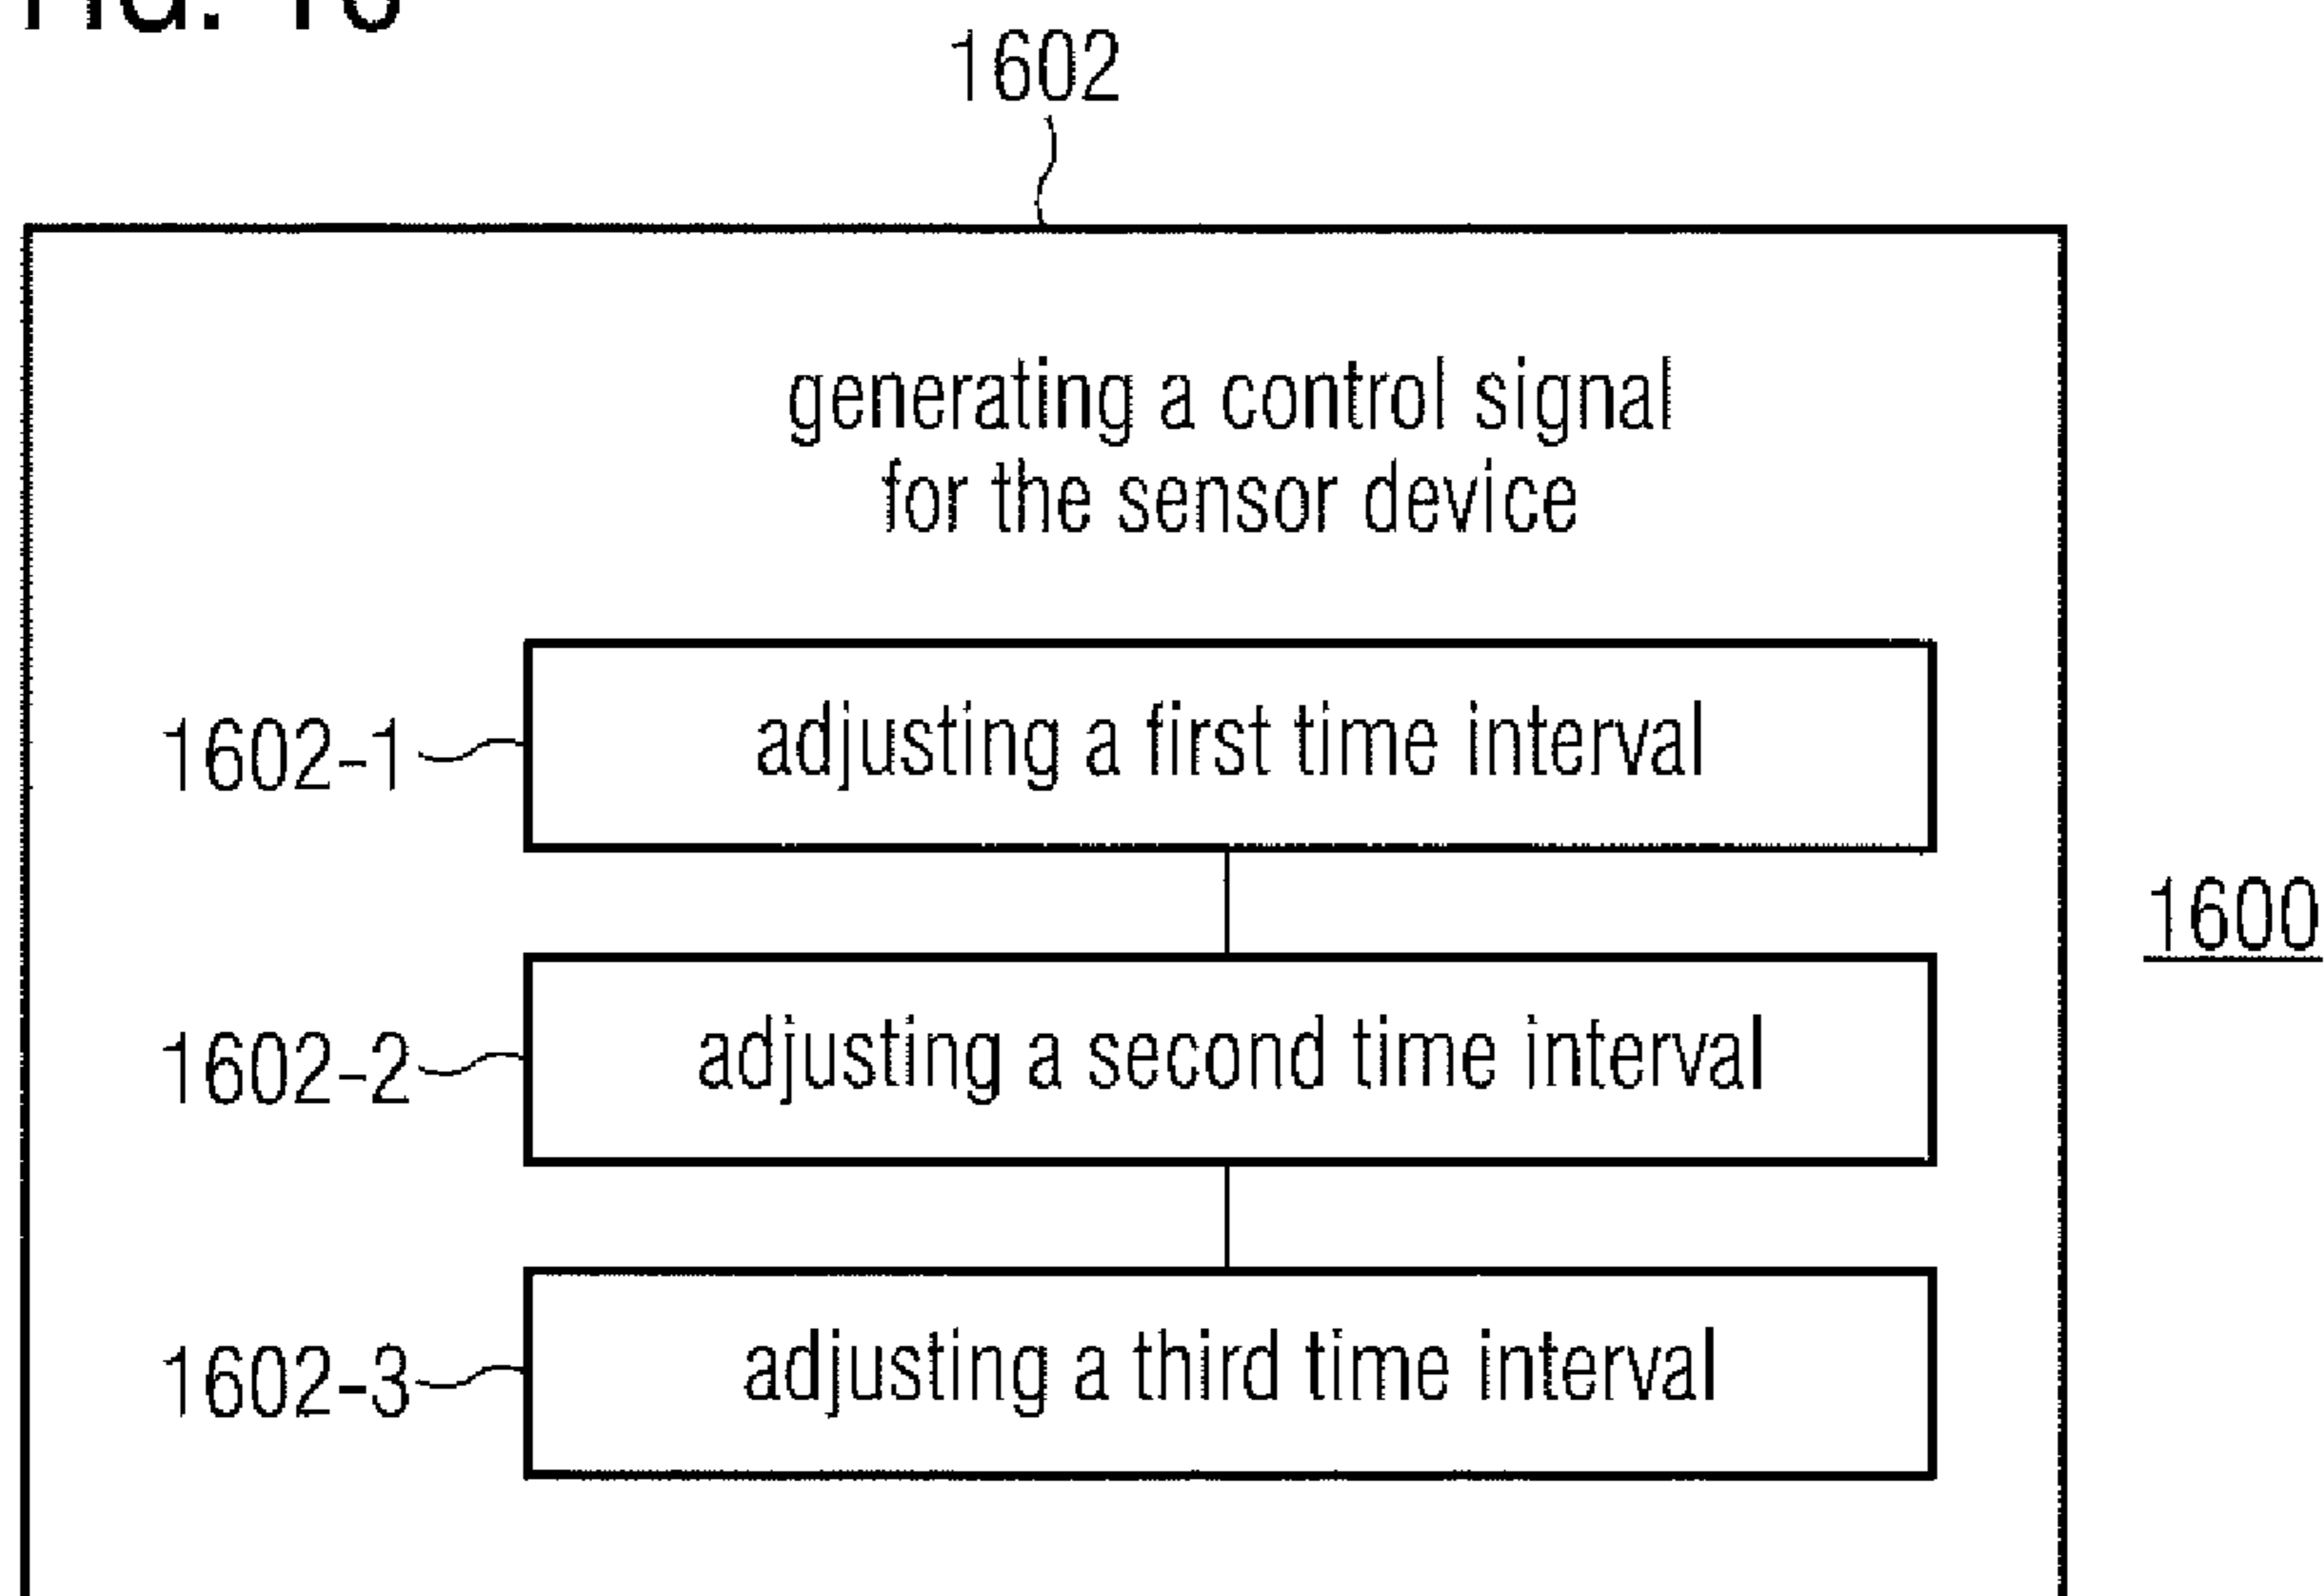 1602
generating a control signal
for the sensor device
1602-1
adjusting a first time interval
1600
1602-2
adjusting a second time interval
1602-3
adjusting a third time interval